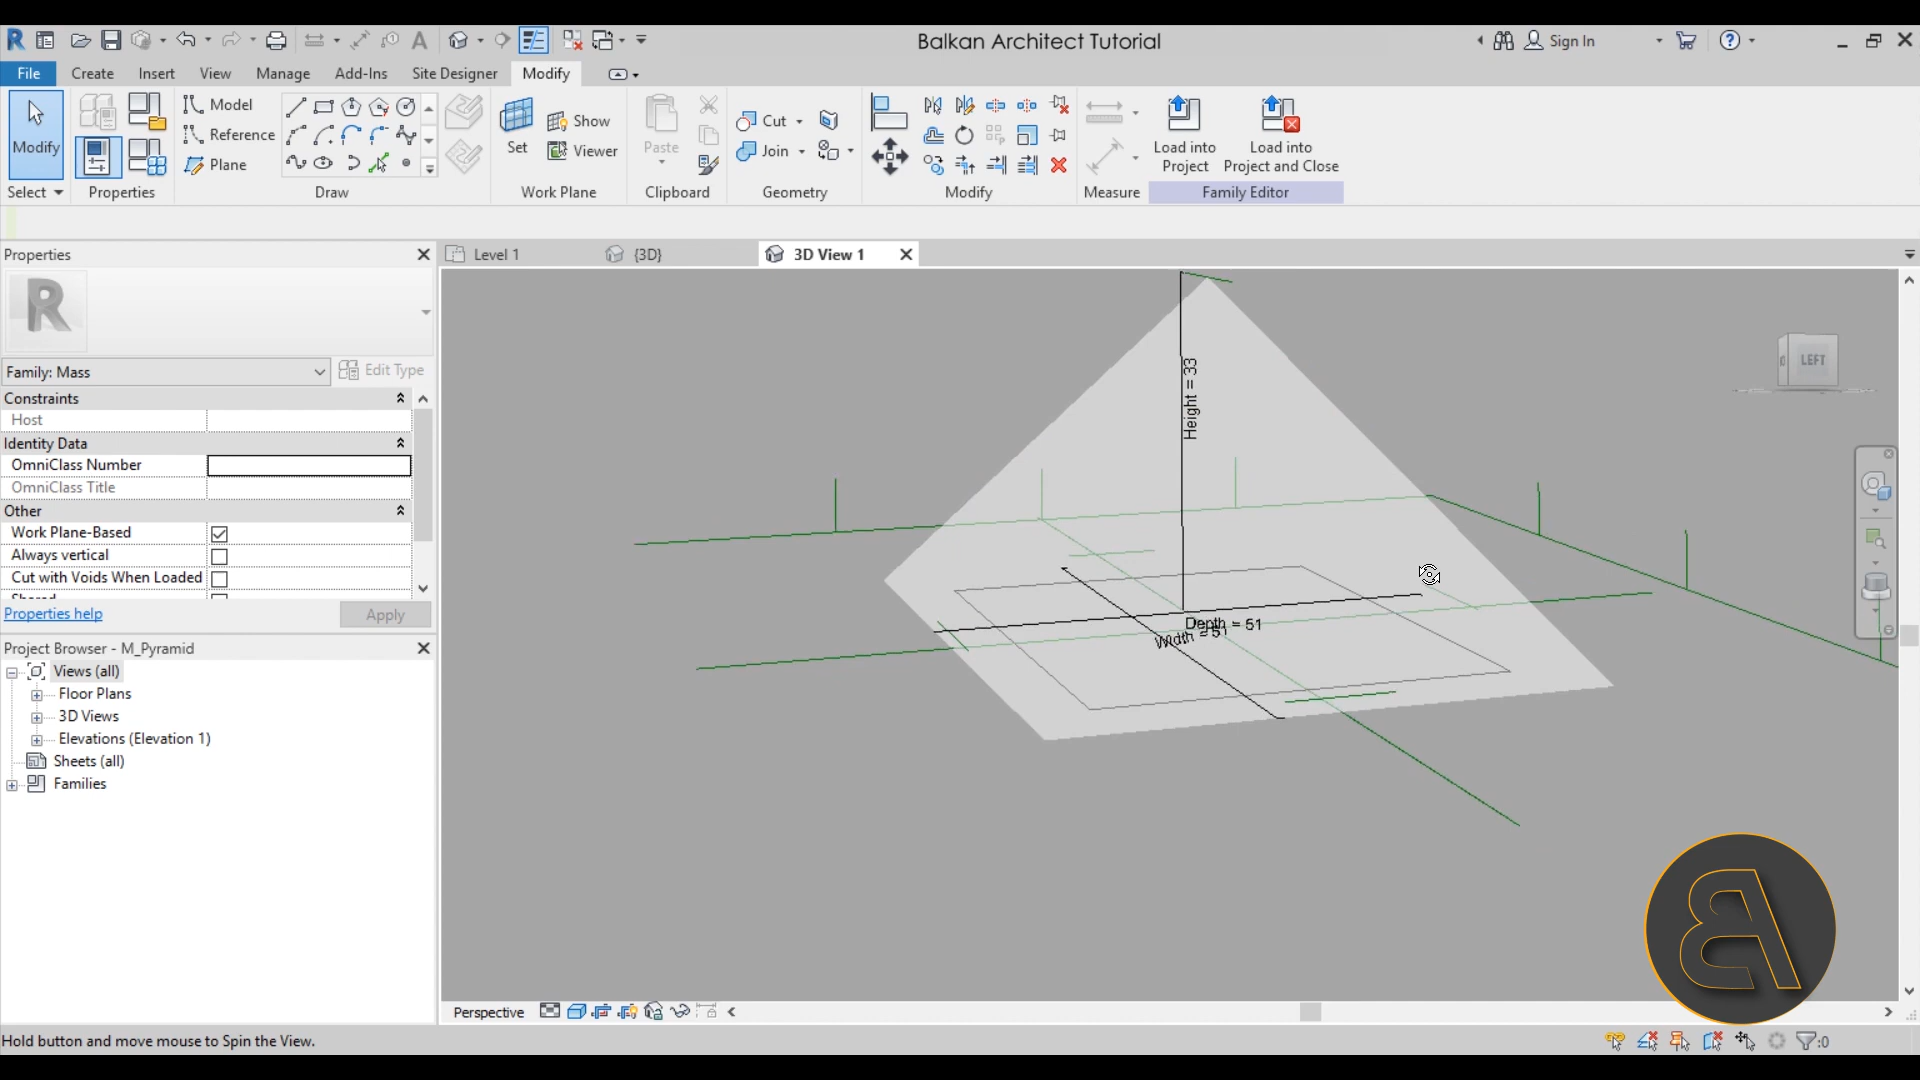 Balkan Architect Tutorial
Sign In
File
Create
Insert
View
Manage
Add-Ins
Site Designer
Modify
Modify
Select
Properties
Model
Reference
Plane
Draw
Set
Show
Viewer
Work Plane
Paste
Clipboard
Cut
Join
Geometry
Modify
Measure
Load into
Project
Load into
Project and Close
Family Editor
Properties
Level 1
{3D}
3D View 1
R
Family: Mass
Edit Type
Constraints
Host
Identity Data
OmniClass Number
OmniClass Title
Other
Work Plane-Based
Always vertical
Cut with Voids When Loaded
Properties help
Apply
Project Browser - M_Pyramid
Views (all)
Floor Plans
3D Views
Elevations (Elevation 1)
Sheets (all)
Families
Height = 33
Depth = 51
Width = 51
LEFT
Perspective
Hold button and move mouse to Spin the View.
:0